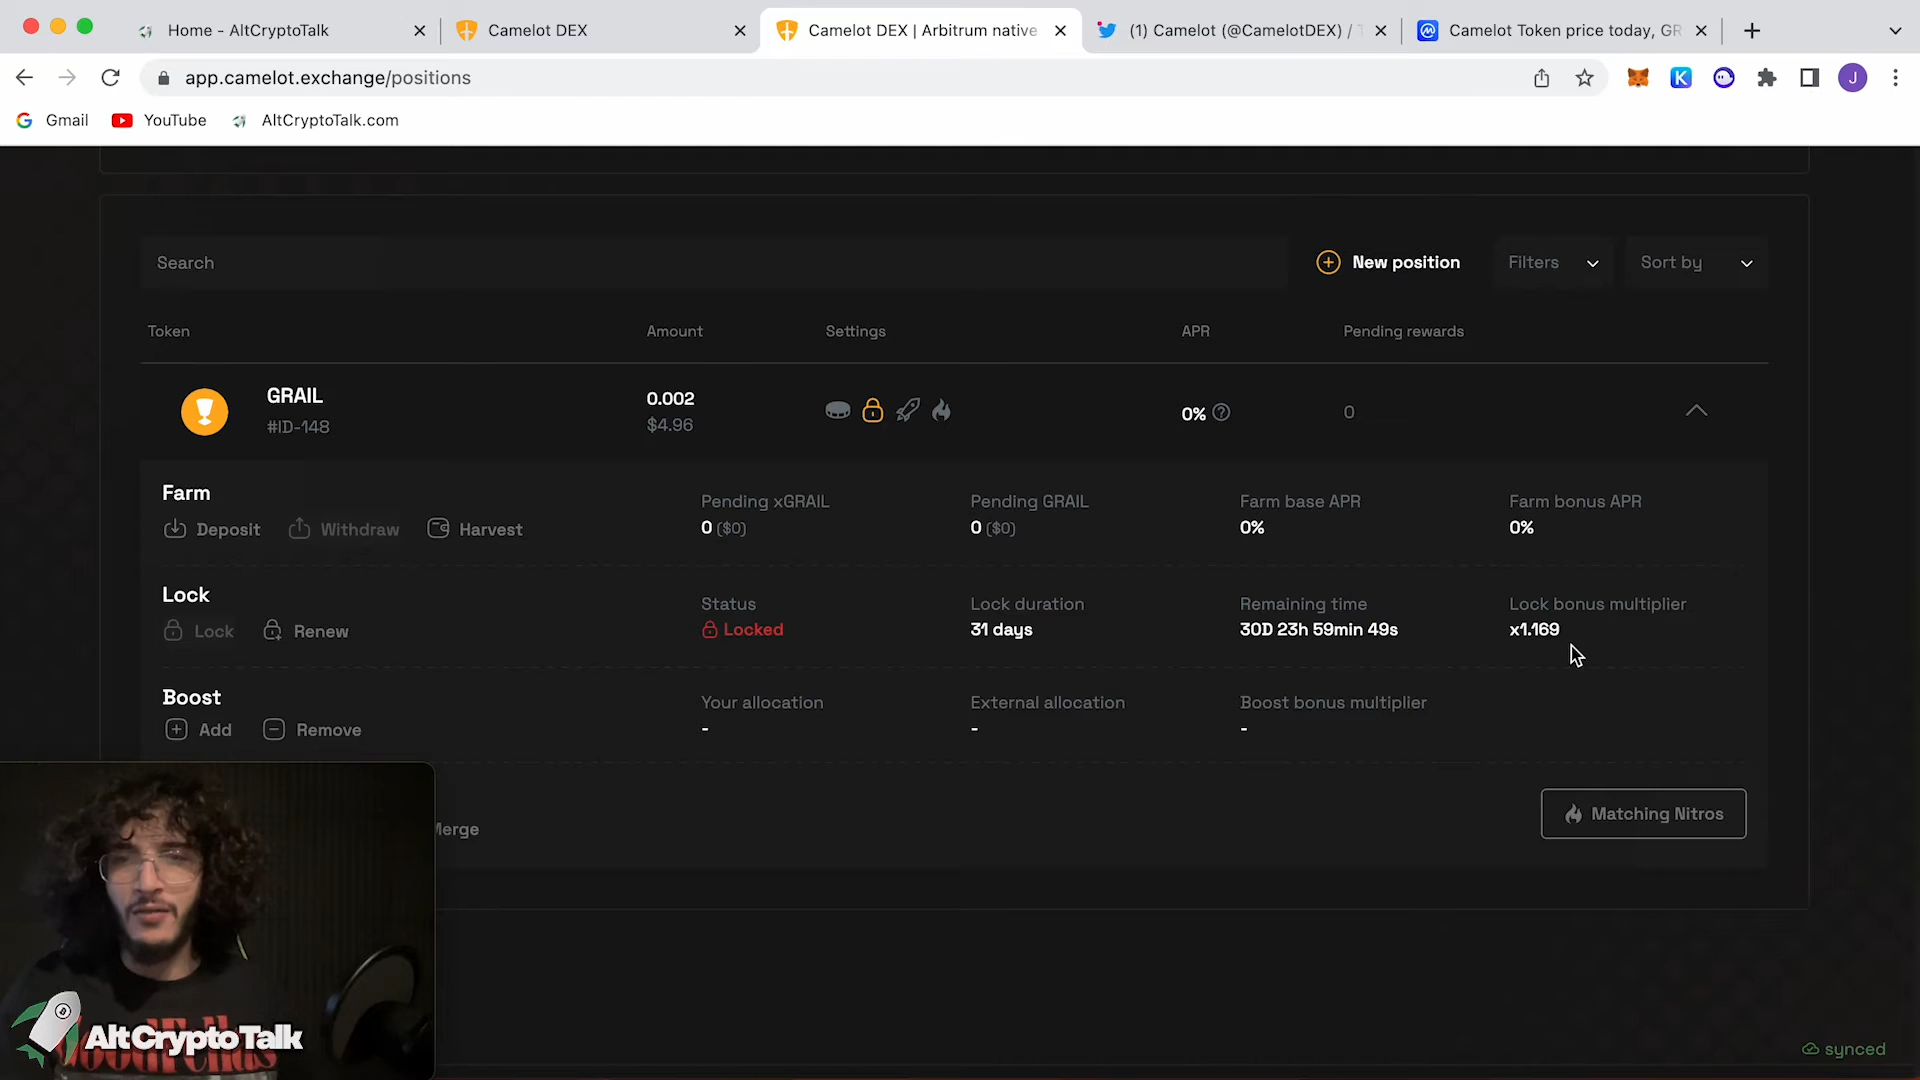 Home - AltCryptoTalk
Camelot DEX
Camelot DEX | Arbitrum native
(1) Camelot (@CamelotDEX) / T
Camelot Token price today, GR
app.camelot.exchange/positions
K
J
Gmail
YouTube
AltCryptoTalk.com
Search
New position
Filters
Sort by
Token
Amount
Settings
APR
Pending rewards
GRAIL
#ID-148
0.002
$4.96
0%
0
Farm
Deposit
Withdraw
Harvest
Pending xGRAIL
0 ($0)
Pending GRAIL
0 ($0)
Farm base APR
0%
Farm bonus APR
0%
Lock
Lock
Renew
Status
Locked
Lock duration
31 days
Remaining time
30D 23h 59min 49s
Lock bonus multiplier
x1.169
Boost
Add
Remove
Your allocation
-
External allocation
-
Boost bonus multiplier
-
Merge
Matching Nitros
AltCryptoTalk
synced